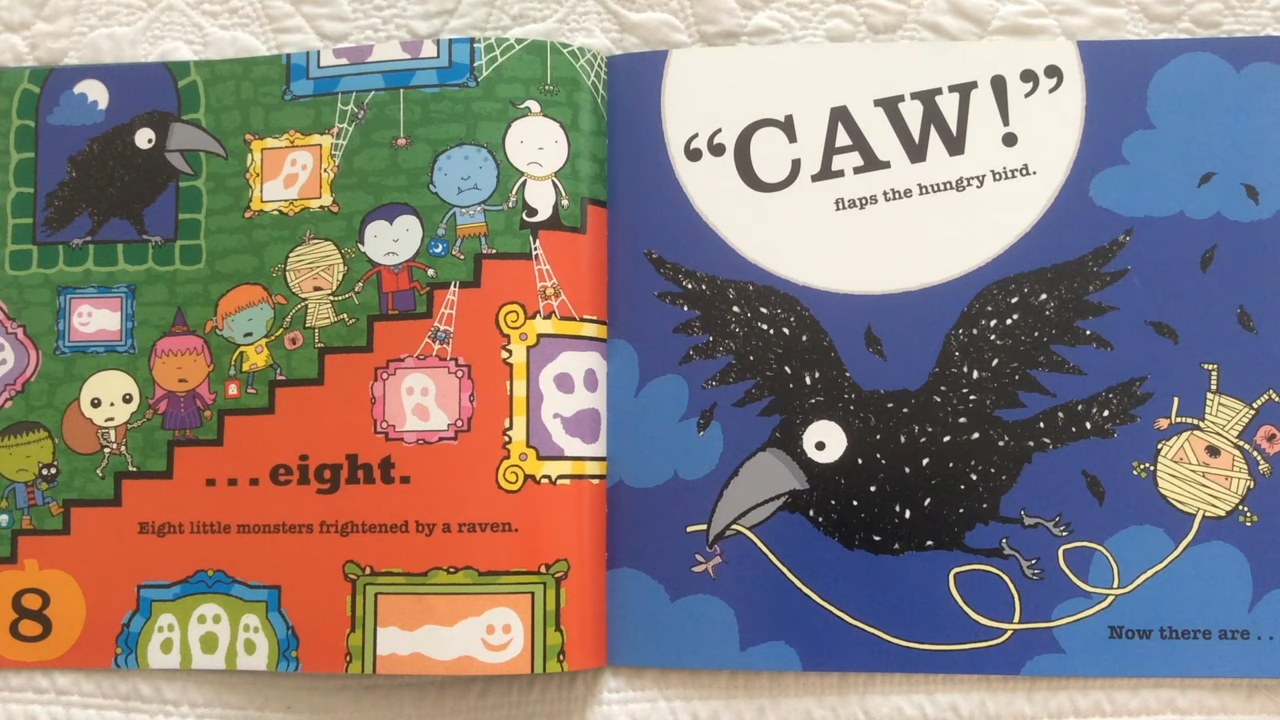 ...eight.
Eight little monsters frightened by a raven.
8
“CAW!”
flaps the hungry bird.
Now there are . .